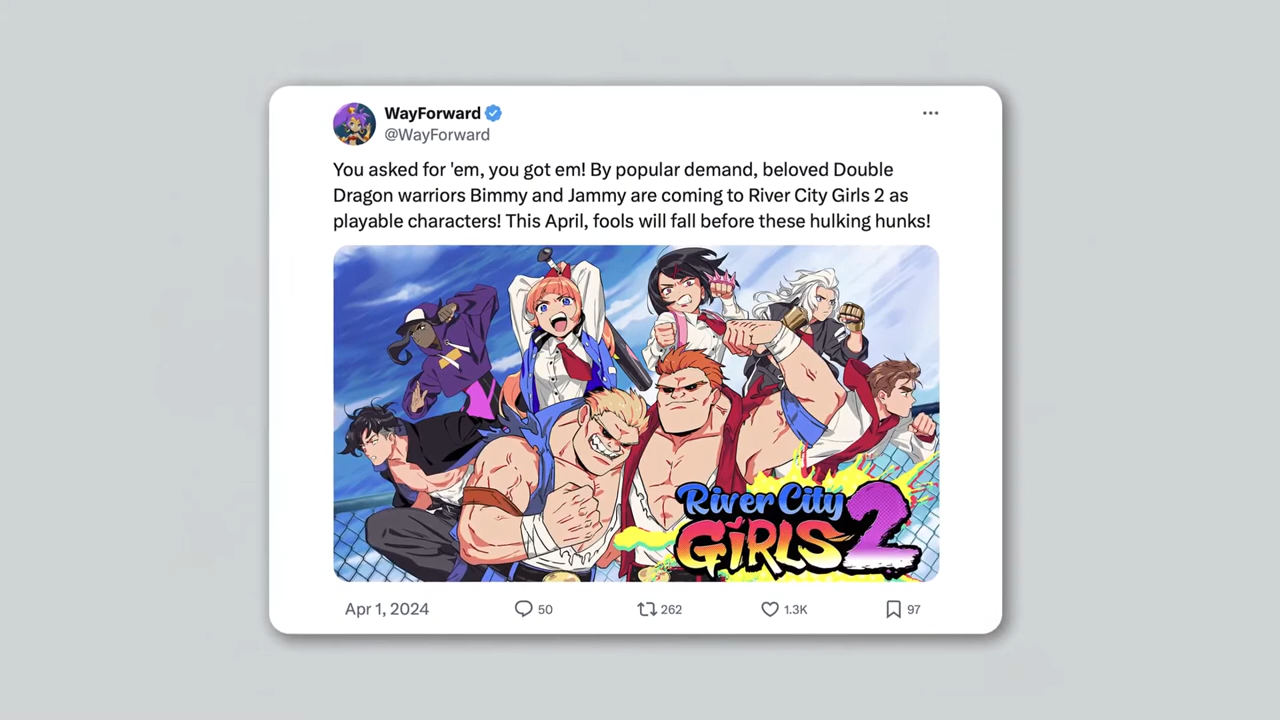 WayForward
@WayForward
You asked for 'em, you got em! By popular demand, beloved Double
Dragon warriors Bimmy and Jammy are coming to River City Girls 2 as
playable characters! This April, fools will fall before these hulking hunks!
River City
GIRLS 2
Apr 1, 2024 50 262 1.3K 97